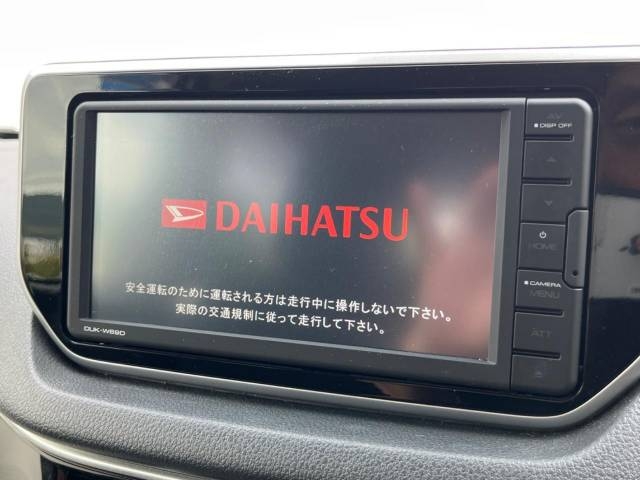 DAIHATSU
安全運転のために運転される方は走行中に操作しないで下さい。
実際の交通規制に従って走行して下さい。
DUK-W69D
AV
DISP OFF
HOME
CAMERA
MENU
ATT